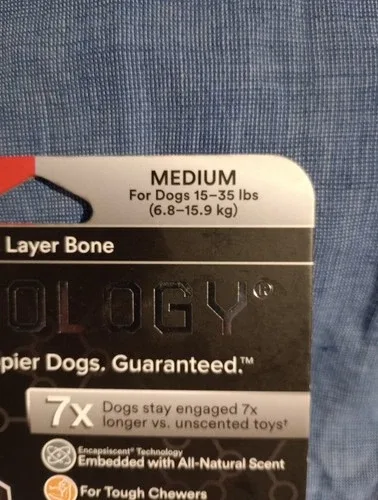 MEDIUM
For Dogs 15–35 lbs
(6.8–15.9 kg)
Layer Bone
OLOGY®
pier Dogs. Guaranteed.™
7x
Dogs stay engaged 7x
longer vs. unscented toys†
Encapsiscent® Technology
Embedded with All-Natural Scent
For Tough Chewers